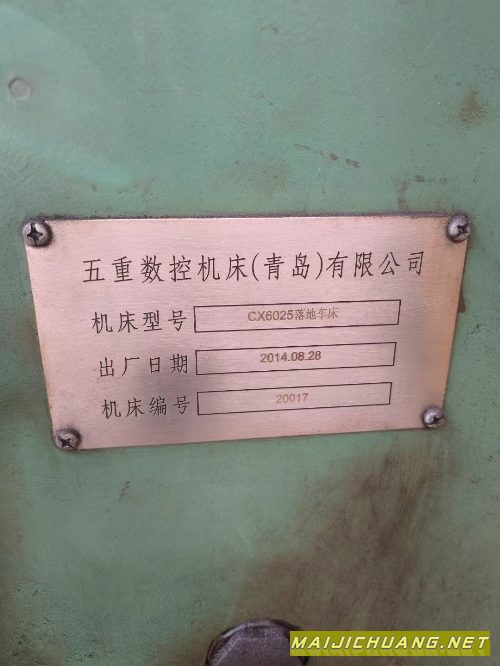 五重数控机床(青岛)有限公司
机床型号 CX6025落地车床
出厂日期 2014.08.28
机床编号 20017
MAIJICHUANG.NET